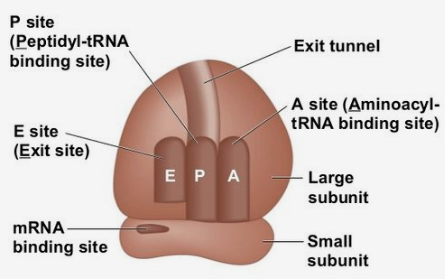 P site
(Peptidyl-tRNA
binding site)
Exit tunnel
A site (Aminoacyl-
tRNA binding site)
E site
(Exit site)
E P A
Large
subunit
mRNA
binding site
Small
subunit